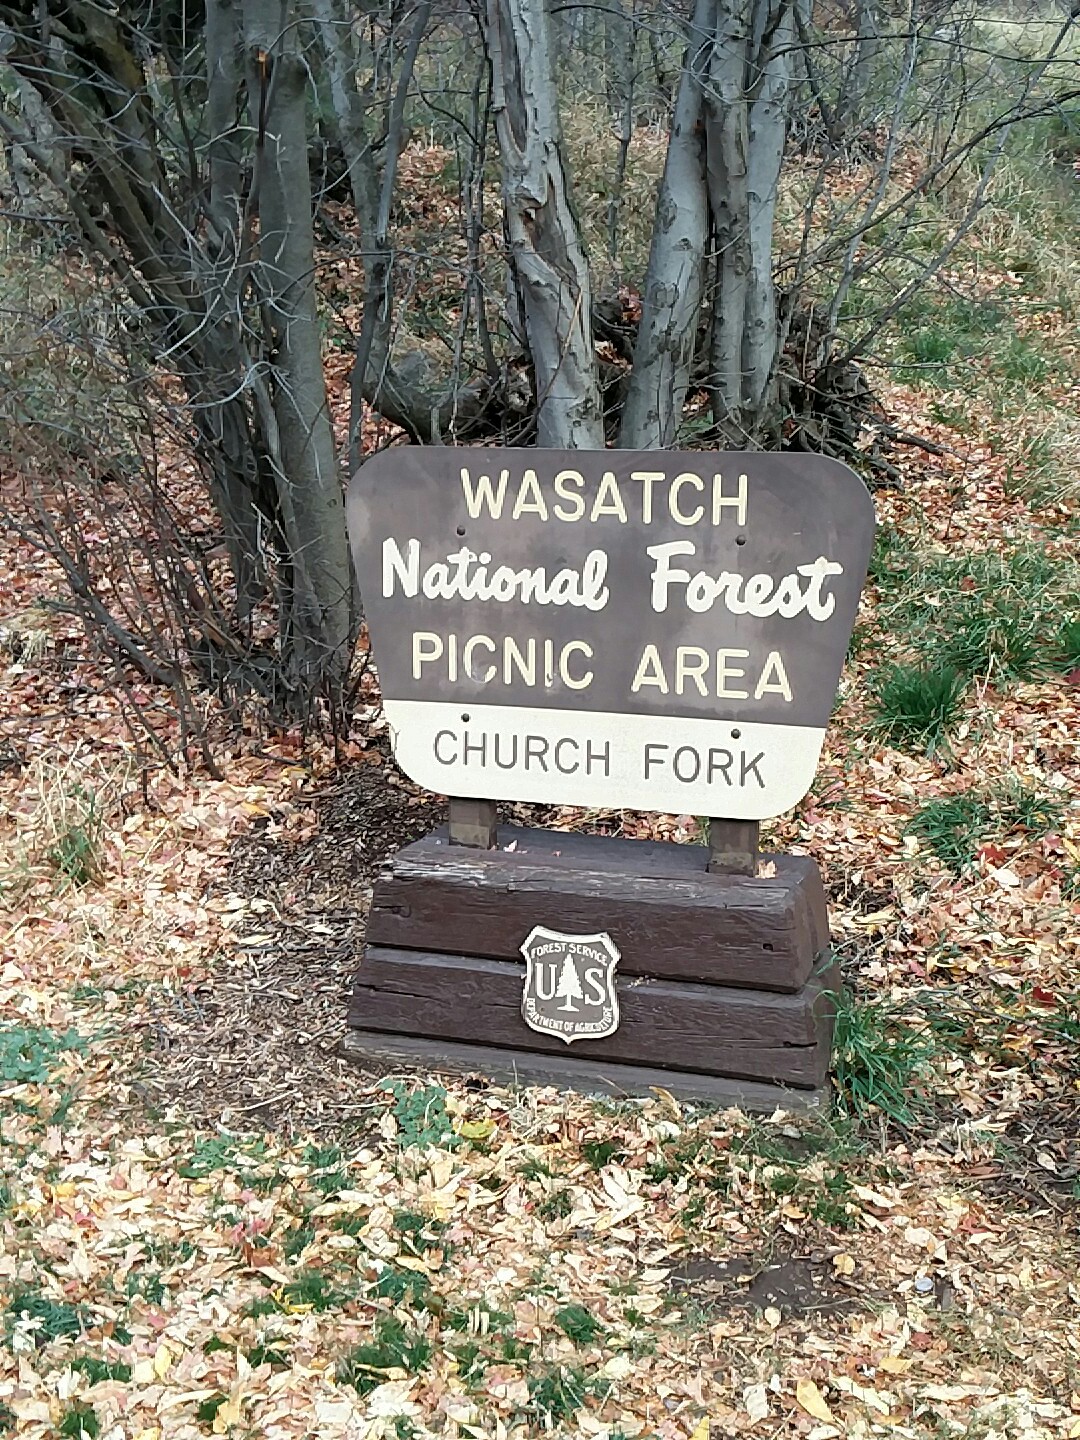 WASATCH
National Forest
PICNIC AREA
CHURCH FORK
FOREST SERVICE
U S
DEPARTMENT OF AGRICULTURE